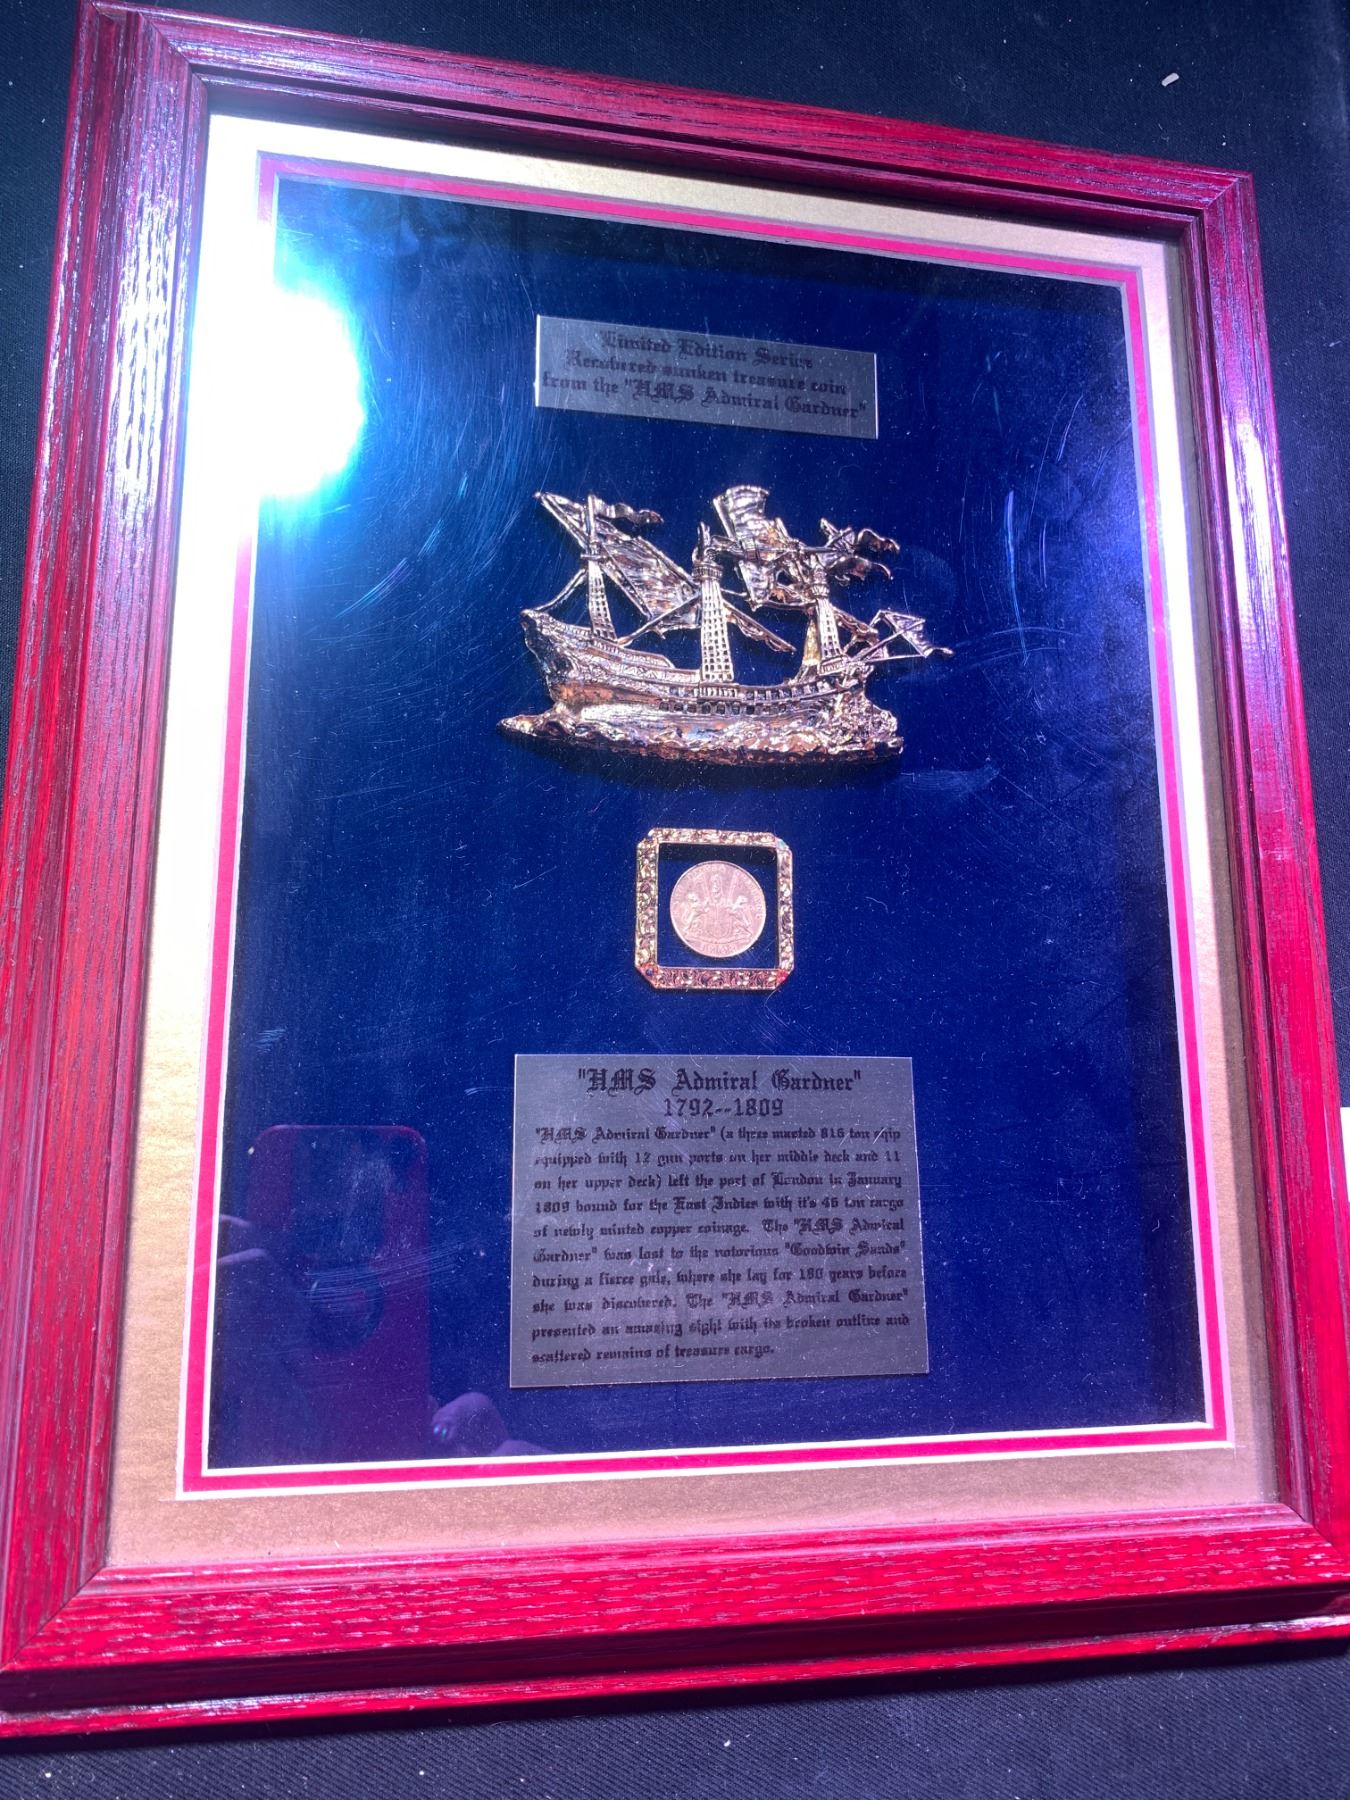 Limited Edition Series
Recovered sunken treasure coin
from the "HMS Admiral Gardner"
"HMS Admiral Gardner"
1792--1809
"HMS Admiral Gardner" (a three masted 816 ton ship
equipped with 12 gun ports on her middle deck and 11
on her upper deck) left the port of London in January
1809 bound for the East Indies with it's 46 ton cargo
of newly minted copper coinage. The "HMS Admiral
Gardner" was lost to the notorious "Goodwin Sands"
during a fierce gale, where she lay for 180 years before
she was discovered. The "HMS Admiral Gardner"
presented an amazing sight with its broken outline and
scattered remains of treasure cargo.